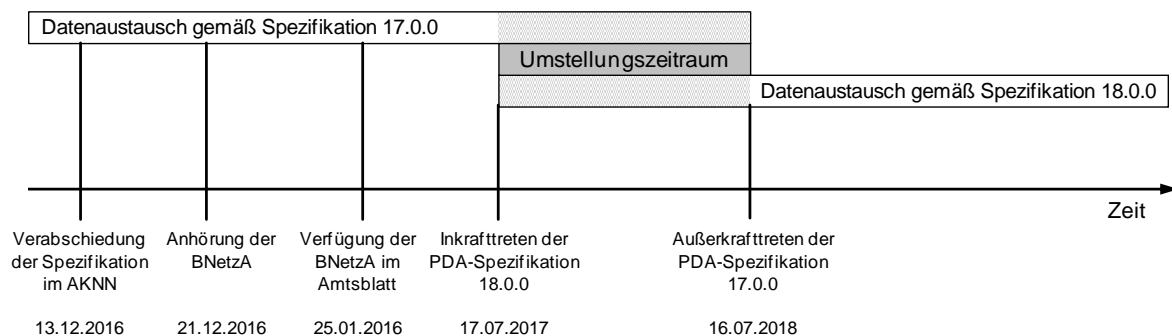 Datenaustausch gemäß Spezifikation 17.0.0
Umstellungszeitraum
Datenaustausch gemäß Spezifikation 18.0.0
Zeit
Verabschiedung
der Spezifikation
im AKNN
13.12.2016
Anhörung der
BNetzA
21.12.2016
Verfügung der
BNetzA im
Amtsblatt
25.01.2016
Inkrafttreten der
PDA-Spezifikation
18.0.0
17.07.2017
Außerkrafttreten der
PDA-Spezifikation
17.0.0
16.07.2018